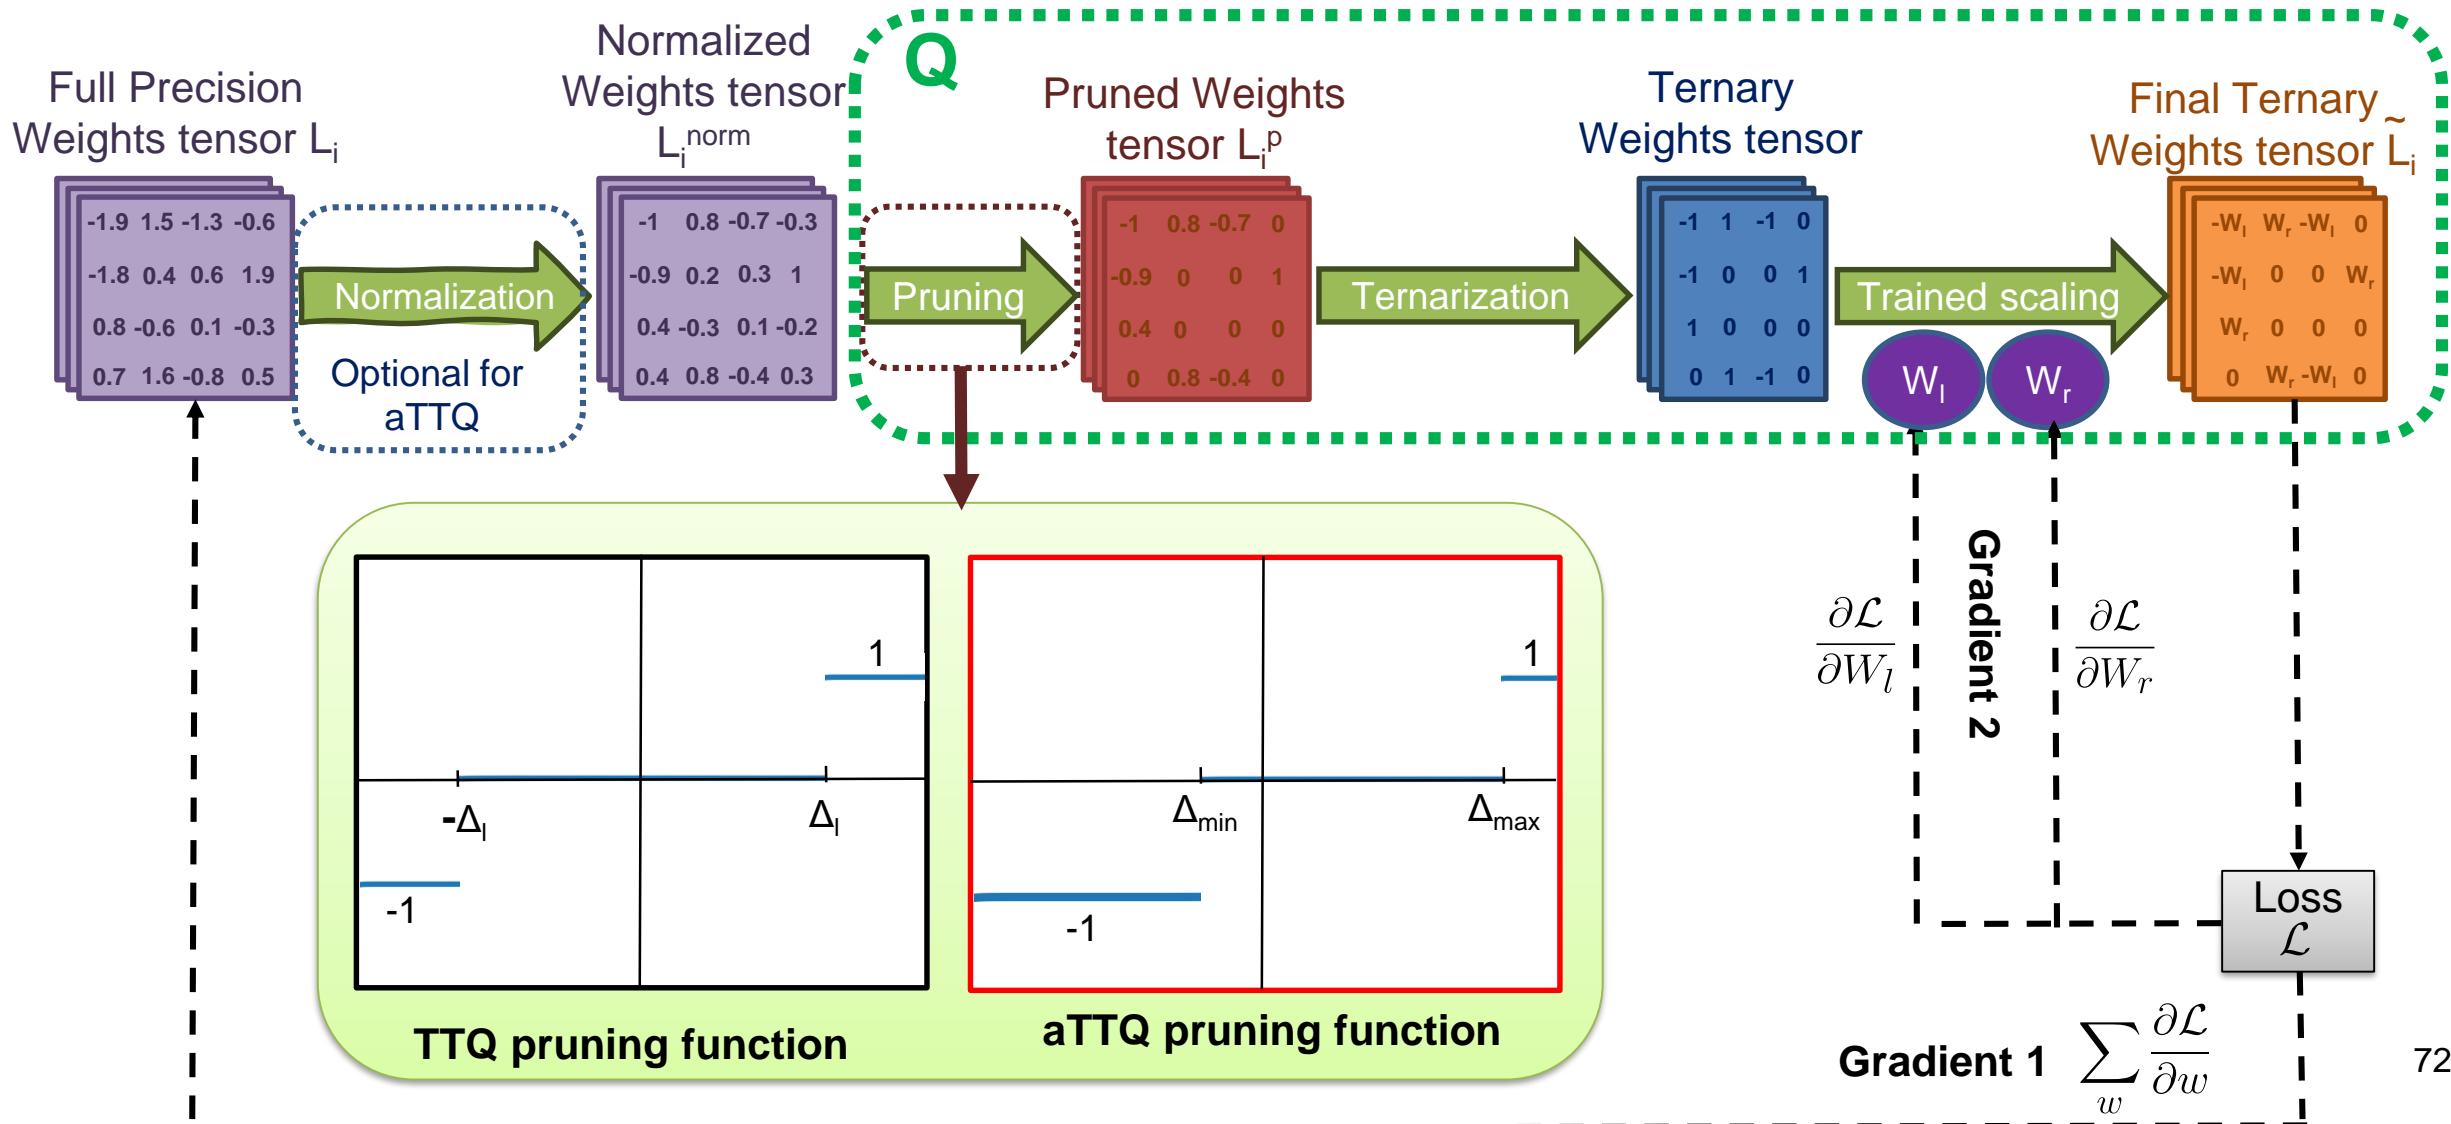 Full Precision
Weights tensor Li
Normalized
Weights tensor
Li^norm
Q
Pruned Weights
tensor Li^p
Ternary
Weights tensor
Final Ternary
Weights tensor L̃i
-1.9 1.5 -1.3 -0.6
-1.8 0.4 0.6 1.9
0.8 -0.6 0.1 -0.3
0.7 1.6 -0.8 0.5
Normalization
Optional for
aTTQ
-1 0.8 -0.7 -0.3
-0.9 0.2 0.3 1
0.4 -0.3 0.1 -0.2
0.4 0.8 -0.4 0.3
Pruning
-1 0.8 -0.7 0
-0.9 0 0 1
0.4 0 0 0
0 0.8 -0.4 0
Ternarization
-1 1 -1 0
-1 0 0 1
1 0 0 0
0 1 -1 0
Trained scaling
Wl Wr
-Wl Wr -Wl 0
-Wl 0 0 Wr
Wr 0 0 0
0 Wr -Wl 0
1
-Δl Δl
-1
TTQ pruning function
1
Δmin Δmax
-1
aTTQ pruning function
∂ℒ/∂Wl
Gradient 2
∂ℒ/∂Wr
Loss
ℒ
Gradient 1 ∑w ∂ℒ/∂w
72